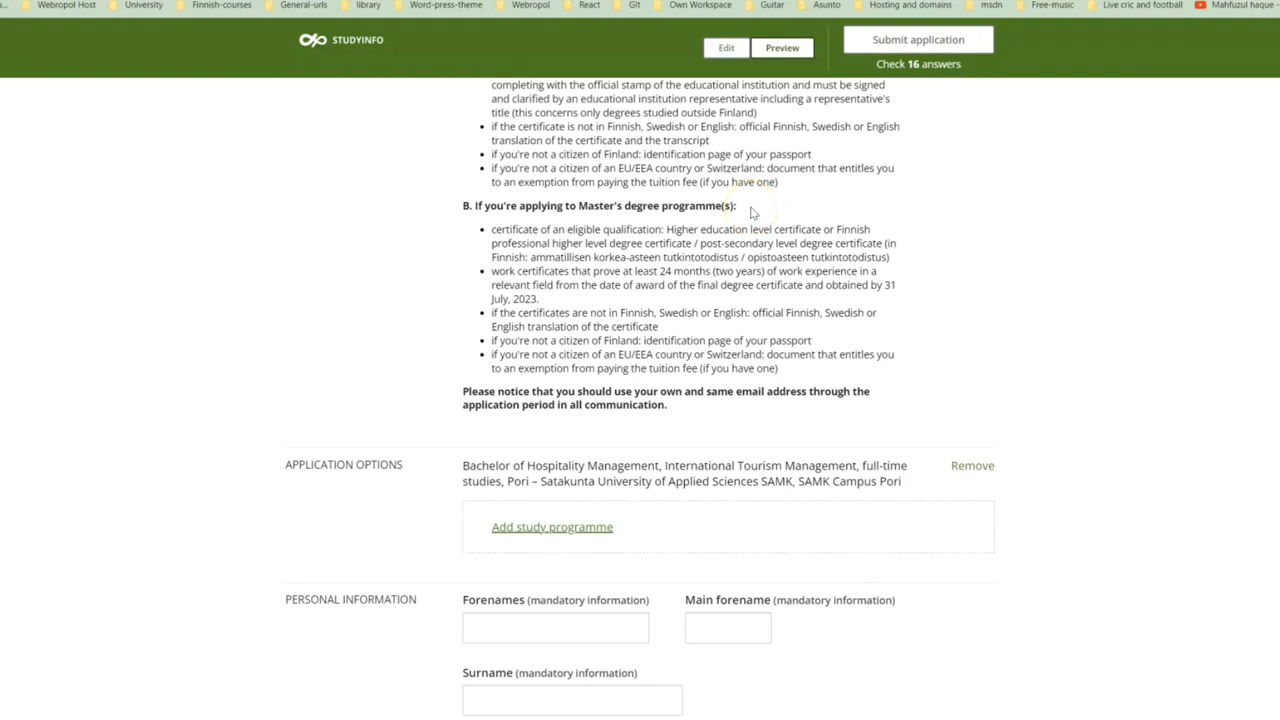 Webropol Host University Finnish-courses General-urls library Word-press-theme Webropol React Git Own Workspace Guitar Asunto Hosting and domains msdn Free-music Live cric and football Mahfuzul haque -
STUDYINFO
Edit Preview Submit application
Check 16 answers
completing with the official stamp of the educational institution and must be signed
and clarified by an educational institution representative including a representative's
title (this concerns only degrees studied outside Finland)
if the certificate is not in Finnish, Swedish or English: official Finnish, Swedish or English
translation of the certificate and the transcript
if you're not a citizen of Finland: identification page of your passport
if you're not a citizen of an EU/EEA country or Switzerland: document that entitles you
to an exemption from paying the tuition fee (if you have one)
B. If you're applying to Master's degree programme(s):
certificate of an eligible qualification: Higher education level certificate or Finnish
professional higher level degree certificate / post-secondary level degree certificate (in
Finnish: ammatillisen korkea-asteen tutkintotodistus / opistoasteen tutkintotodistus)
work certificates that prove at least 24 months (two years) of work experience in a
relevant field from the date of award of the final degree certificate and obtained by 31
July, 2023.
if the certificates are not in Finnish, Swedish or English: official Finnish, Swedish or
English translation of the certificate
if you're not a citizen of Finland: identification page of your passport
if you're not a citizen of an EU/EEA country or Switzerland: document that entitles you
to an exemption from paying the tuition fee (if you have one)
Please notice that you should use your own and same email address through the
application period in all communication.
APPLICATION OPTIONS
Bachelor of Hospitality Management, International Tourism Management, full-time
studies, Pori – Satakunta University of Applied Sciences SAMK, SAMK Campus Pori
Remove
Add study programme
PERSONAL INFORMATION
Forenames (mandatory information) Main forename (mandatory information)
Surname (mandatory information)